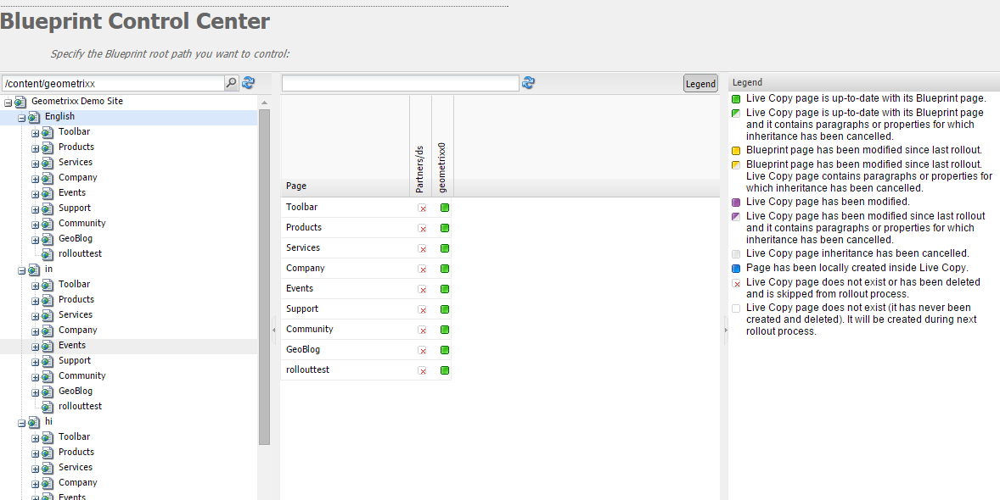 Blueprint Control Center
Specify the Blueprint root path you want to control:
/content/geometrixx
Geometrixx Demo Site
English
Toolbar
Products
Services
Company
Events
Support
Community
GeoBlog
rollouttest
in
Toolbar
Products
Services
Company
Events
Support
Community
GeoBlog
rollouttest
hi
Toolbar
Products
Services
Company
Events
Legend
Page
Partners/ds
geometrixx0
Toolbar
Products
Services
Company
Events
Support
Community
GeoBlog
rollouttest
Legend
Live Copy page is up-to-date with its Blueprint page.
Live Copy page is up-to-date with its Blueprint page
and it contains paragraphs or properties for which
inheritance has been cancelled.
Blueprint page has been modified since last rollout.
Blueprint page has been modified since last rollout.
Live Copy page contains paragraphs or properties for
which inheritance has been cancelled.
Live Copy page has been modified.
Live Copy page has been modified since last rollout
and it contains paragraphs or properties for which
inheritance has been cancelled.
Live Copy page inheritance has been cancelled.
Page has been locally created inside Live Copy.
Live Copy page does not exist or has been deleted
and is skipped from rollout process.
Live Copy page does not exist (it has never been
created and deleted). It will be created during next
rollout process.